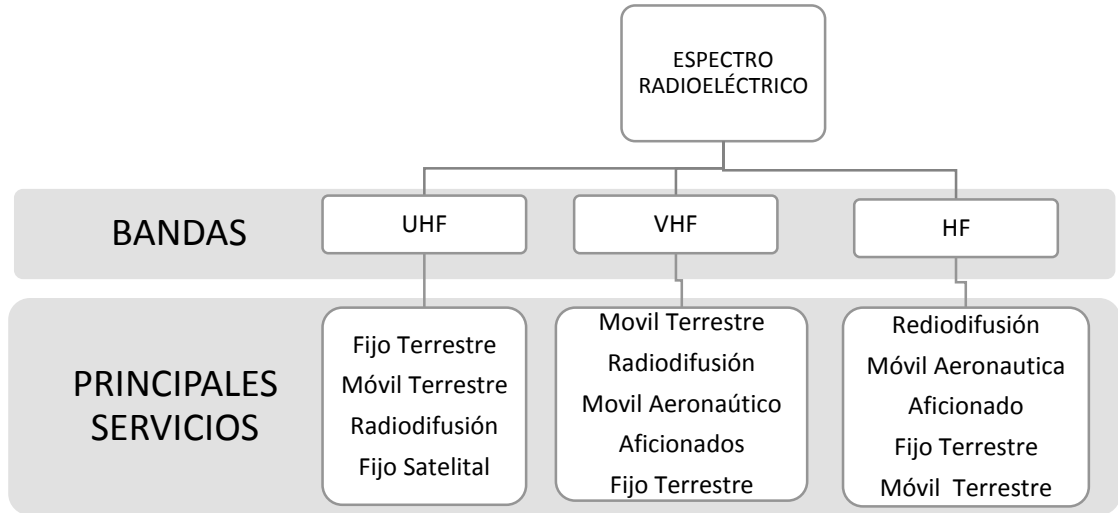 ESPECTRO
RADIOELÉCTRICO
BANDAS
UHF
VHF
HF
PRINCIPALES
SERVICIOS
Fijo Terrestre
Móvil Terrestre
Radiodifusión
Fijo Satelital
Movil Terrestre
Radiodifusión
Movil Aeronaútico
Aficionados
Fijo Terrestre
Rediodifusión
Móvil Aeronautica
Aficionado
Fijo Terrestre
Móvil  Terrestre